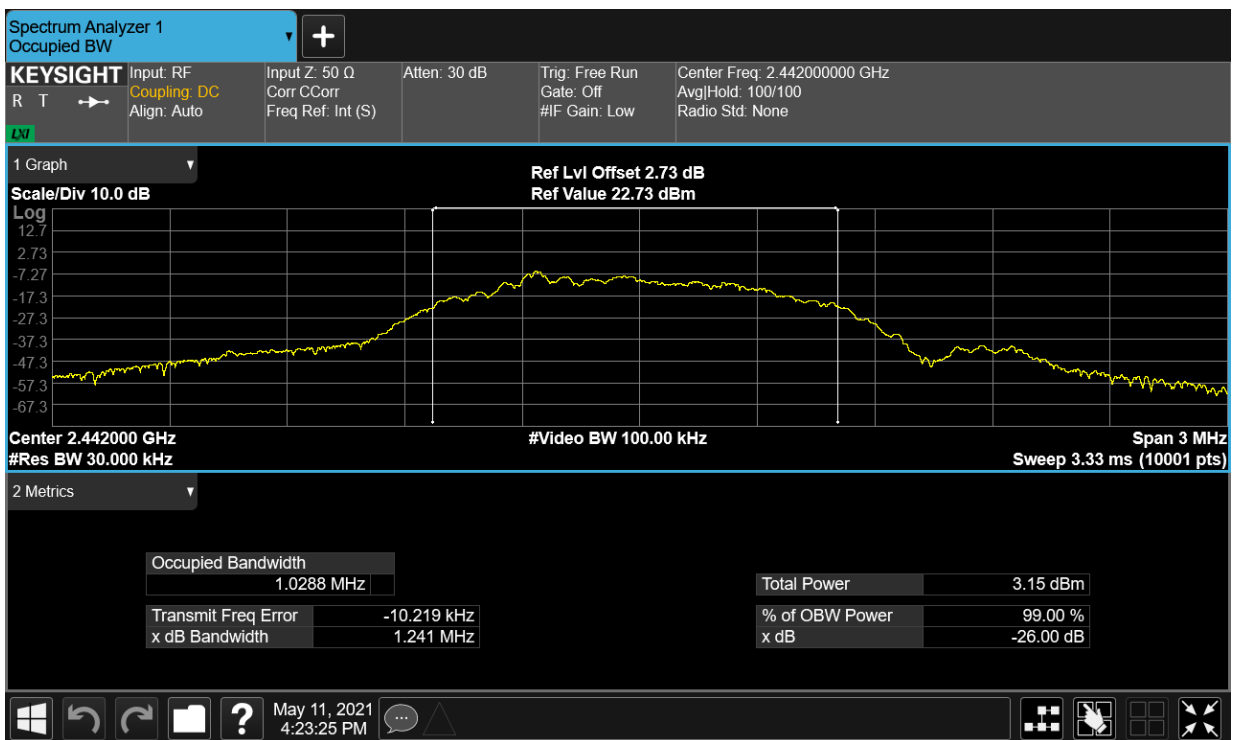 Spectrum Analyzer 1
Occupied BW
KEYSIGHT
R T
LXI
Input: RF
Coupling: DC
Align: Auto
Input Z: 50 Ω
Corr CCorr
Freq Ref: Int (S)
Atten: 30 dB
Trig: Free Run
Gate: Off
#IF Gain: Low
Center Freq: 2.442000000 GHz
Avg|Hold: 100/100
Radio Std: None
1 Graph
Scale/Div 10.0 dB
Ref Lvl Offset 2.73 dB
Ref Value 22.73 dBm
Log
12.7
2.73
-7.27
-17.3
-27.3
-37.3
-47.3
-57.3
-67.3
Center 2.442000 GHz
#Video BW 100.00 kHz
Span 3 MHz
#Res BW 30.000 kHz
Sweep 3.33 ms (10001 pts)
2 Metrics
Occupied Bandwidth
1.0288 MHz
Total Power 3.15 dBm
Transmit Freq Error -10.219 kHz
% of OBW Power 99.00 %
x dB Bandwidth 1.241 MHz
x dB -26.00 dB
?
May 11, 2021
4:23:25 PM